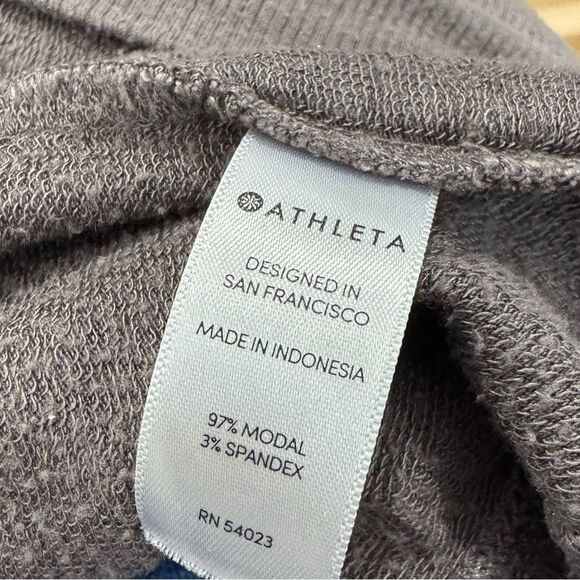 ATHLETA
DESIGNED IN
SAN FRANCISCO
MADE IN INDONESIA
97% MODAL
3% SPANDEX
RN 54023